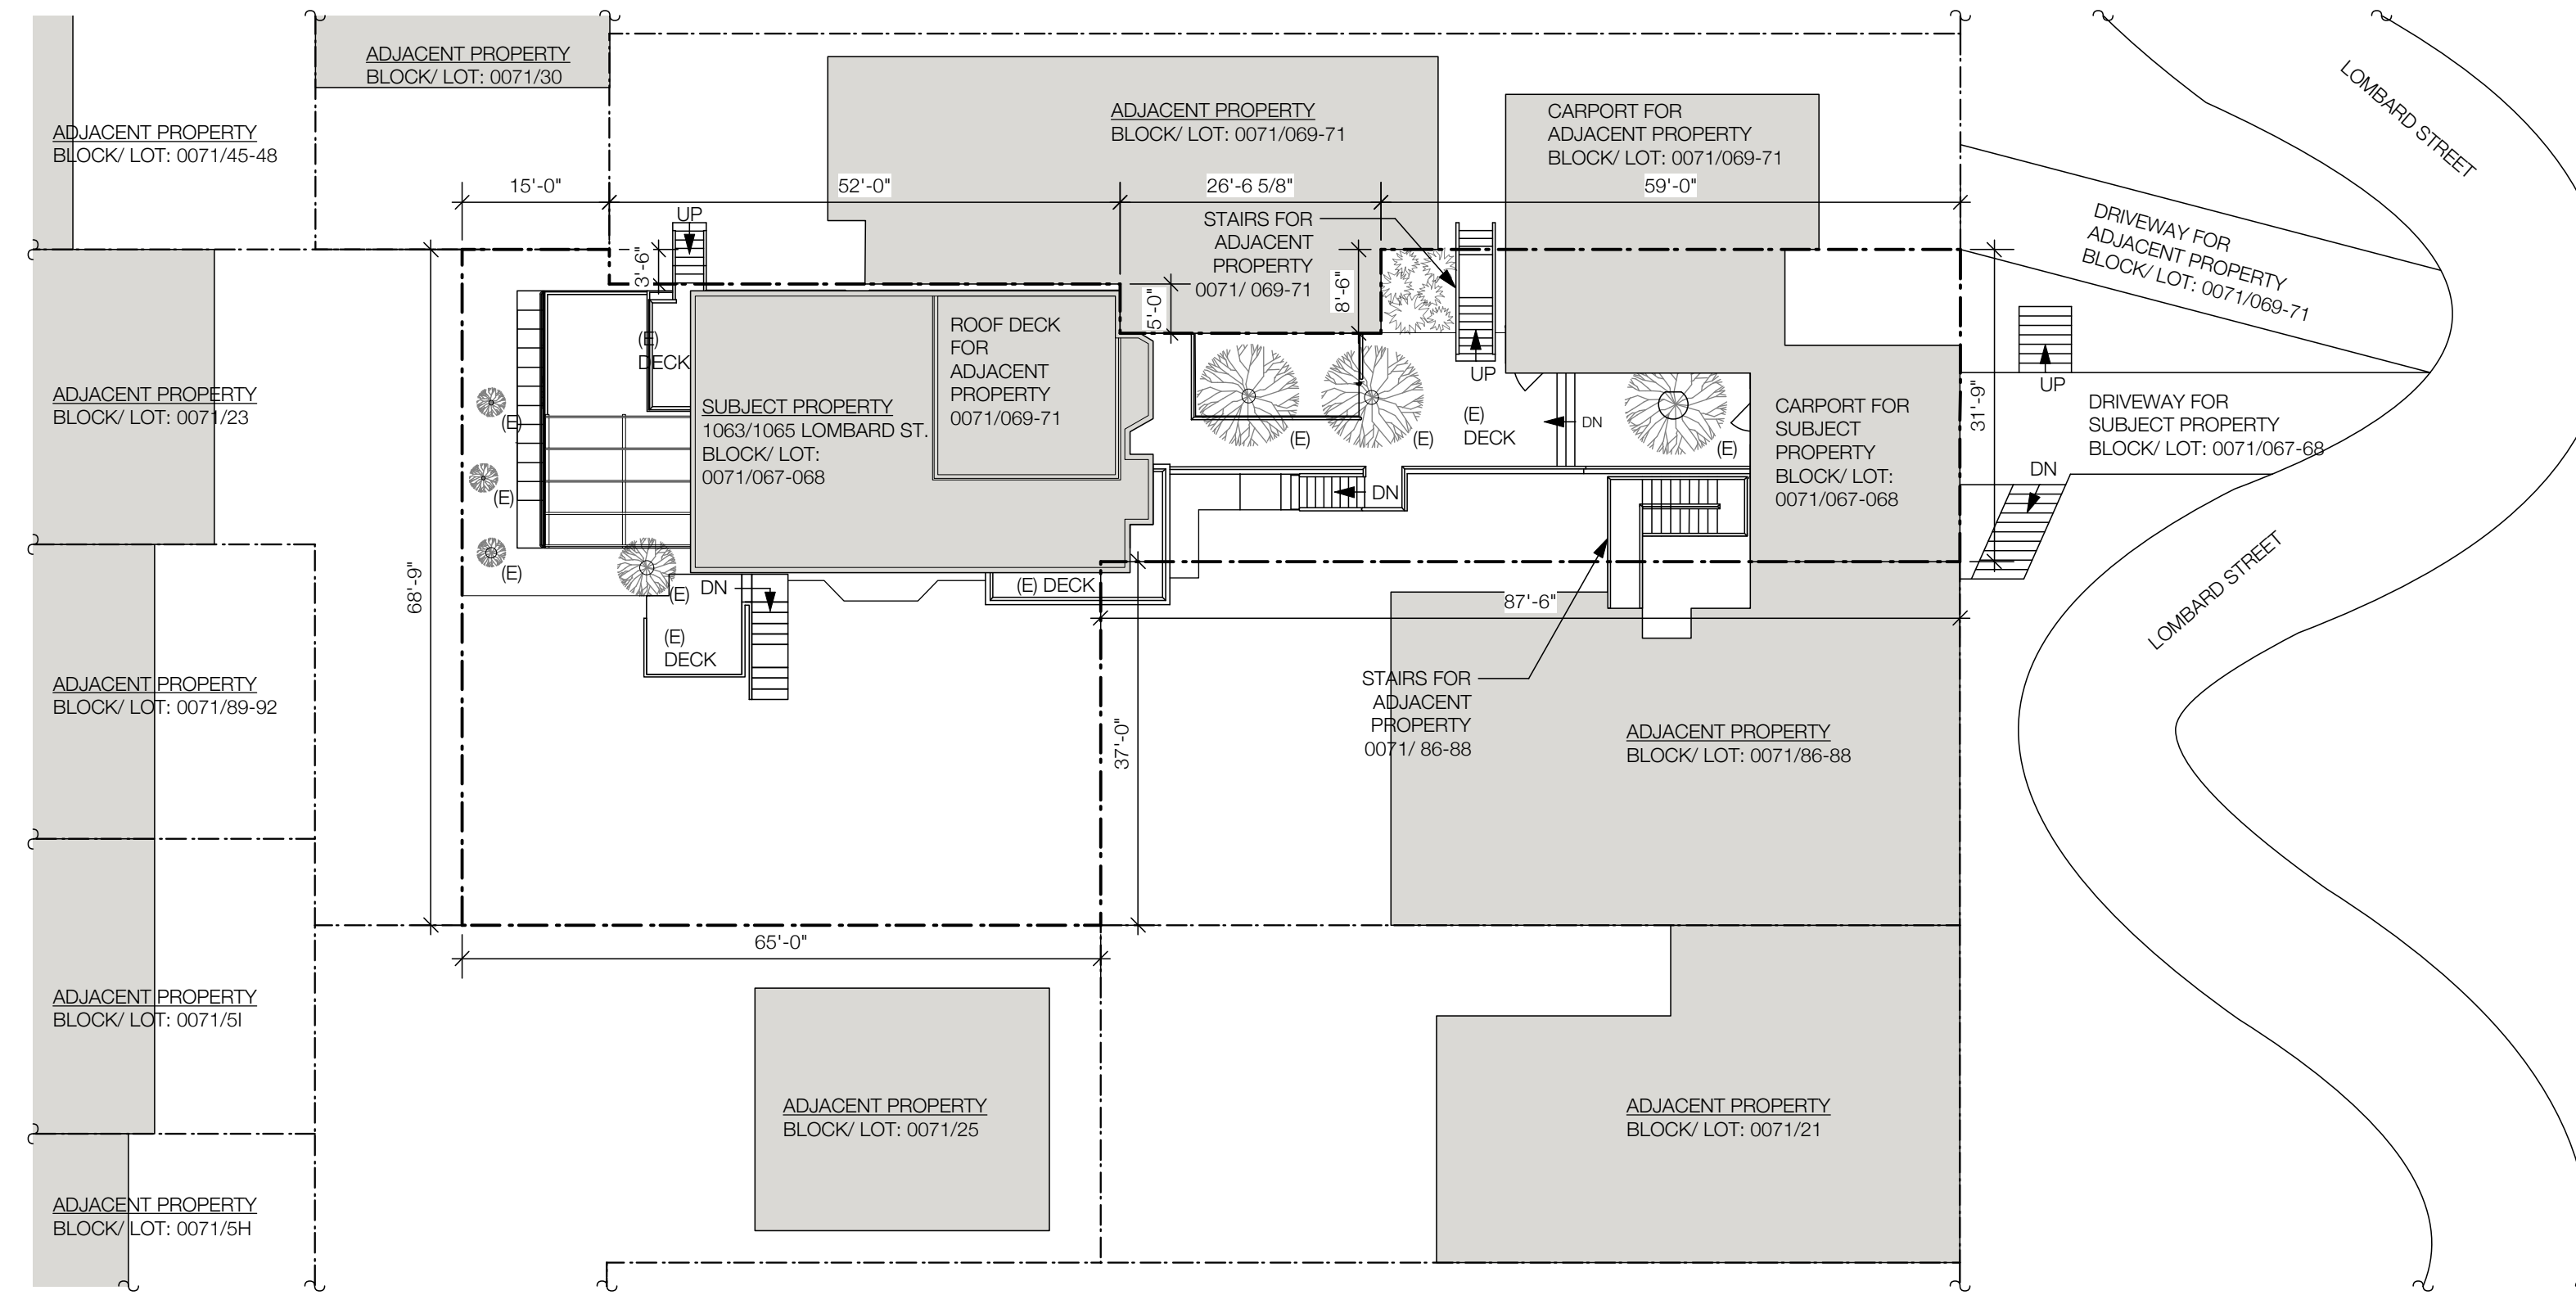 ADJACENT PROPERTY
BLOCK/ LOT: 0071/30
ADJACENT PROPERTY
BLOCK/ LOT: 0071/45-48
ADJACENT PROPERTY
BLOCK/ LOT: 0071/069-71
CARPORT FOR
ADJACENT PROPERTY
BLOCK/ LOT: 0071/069-71
LOMBARD STREET
15'-0"
52'-0"
26'-6 5/8"
59'-0"
UP
STAIRS FOR
ADJACENT
PROPERTY
0071/ 069-71
3'-6"
5'-0"
8'-6"
DRIVEWAY FOR
ADJACENT PROPERTY
BLOCK/ LOT: 0071/069-71
(E)
DECK
ROOF DECK
FOR
ADJACENT
PROPERTY
0071/069-71
UP
UP
ADJACENT PROPERTY
BLOCK/ LOT: 0071/23
SUBJECT PROPERTY
1063/1065 LOMBARD ST.
BLOCK/ LOT:
0071/067-068
(E)
(E)
(E)
(E)
DECK
DN
(E)
CARPORT FOR
SUBJECT
PROPERTY
BLOCK/ LOT:
0071/067-068
31'-9"
DRIVEWAY FOR
SUBJECT PROPERTY
BLOCK/ LOT: 0071/067-68
DN
(E)
DN
(E)
68'-9"
(E)
DN
(E) DECK
87'-6"
LOMBARD STREET
(E)
DECK
ADJACENT PROPERTY
BLOCK/ LOT: 0071/89-92
STAIRS FOR
ADJACENT
PROPERTY
0071/ 86-88
37'-0"
ADJACENT PROPERTY
BLOCK/ LOT: 0071/86-88
65'-0"
ADJACENT PROPERTY
BLOCK/ LOT: 0071/5I
ADJACENT PROPERTY
BLOCK/ LOT: 0071/25
ADJACENT PROPERTY
BLOCK/ LOT: 0071/21
ADJACENT PROPERTY
BLOCK/ LOT: 0071/5H